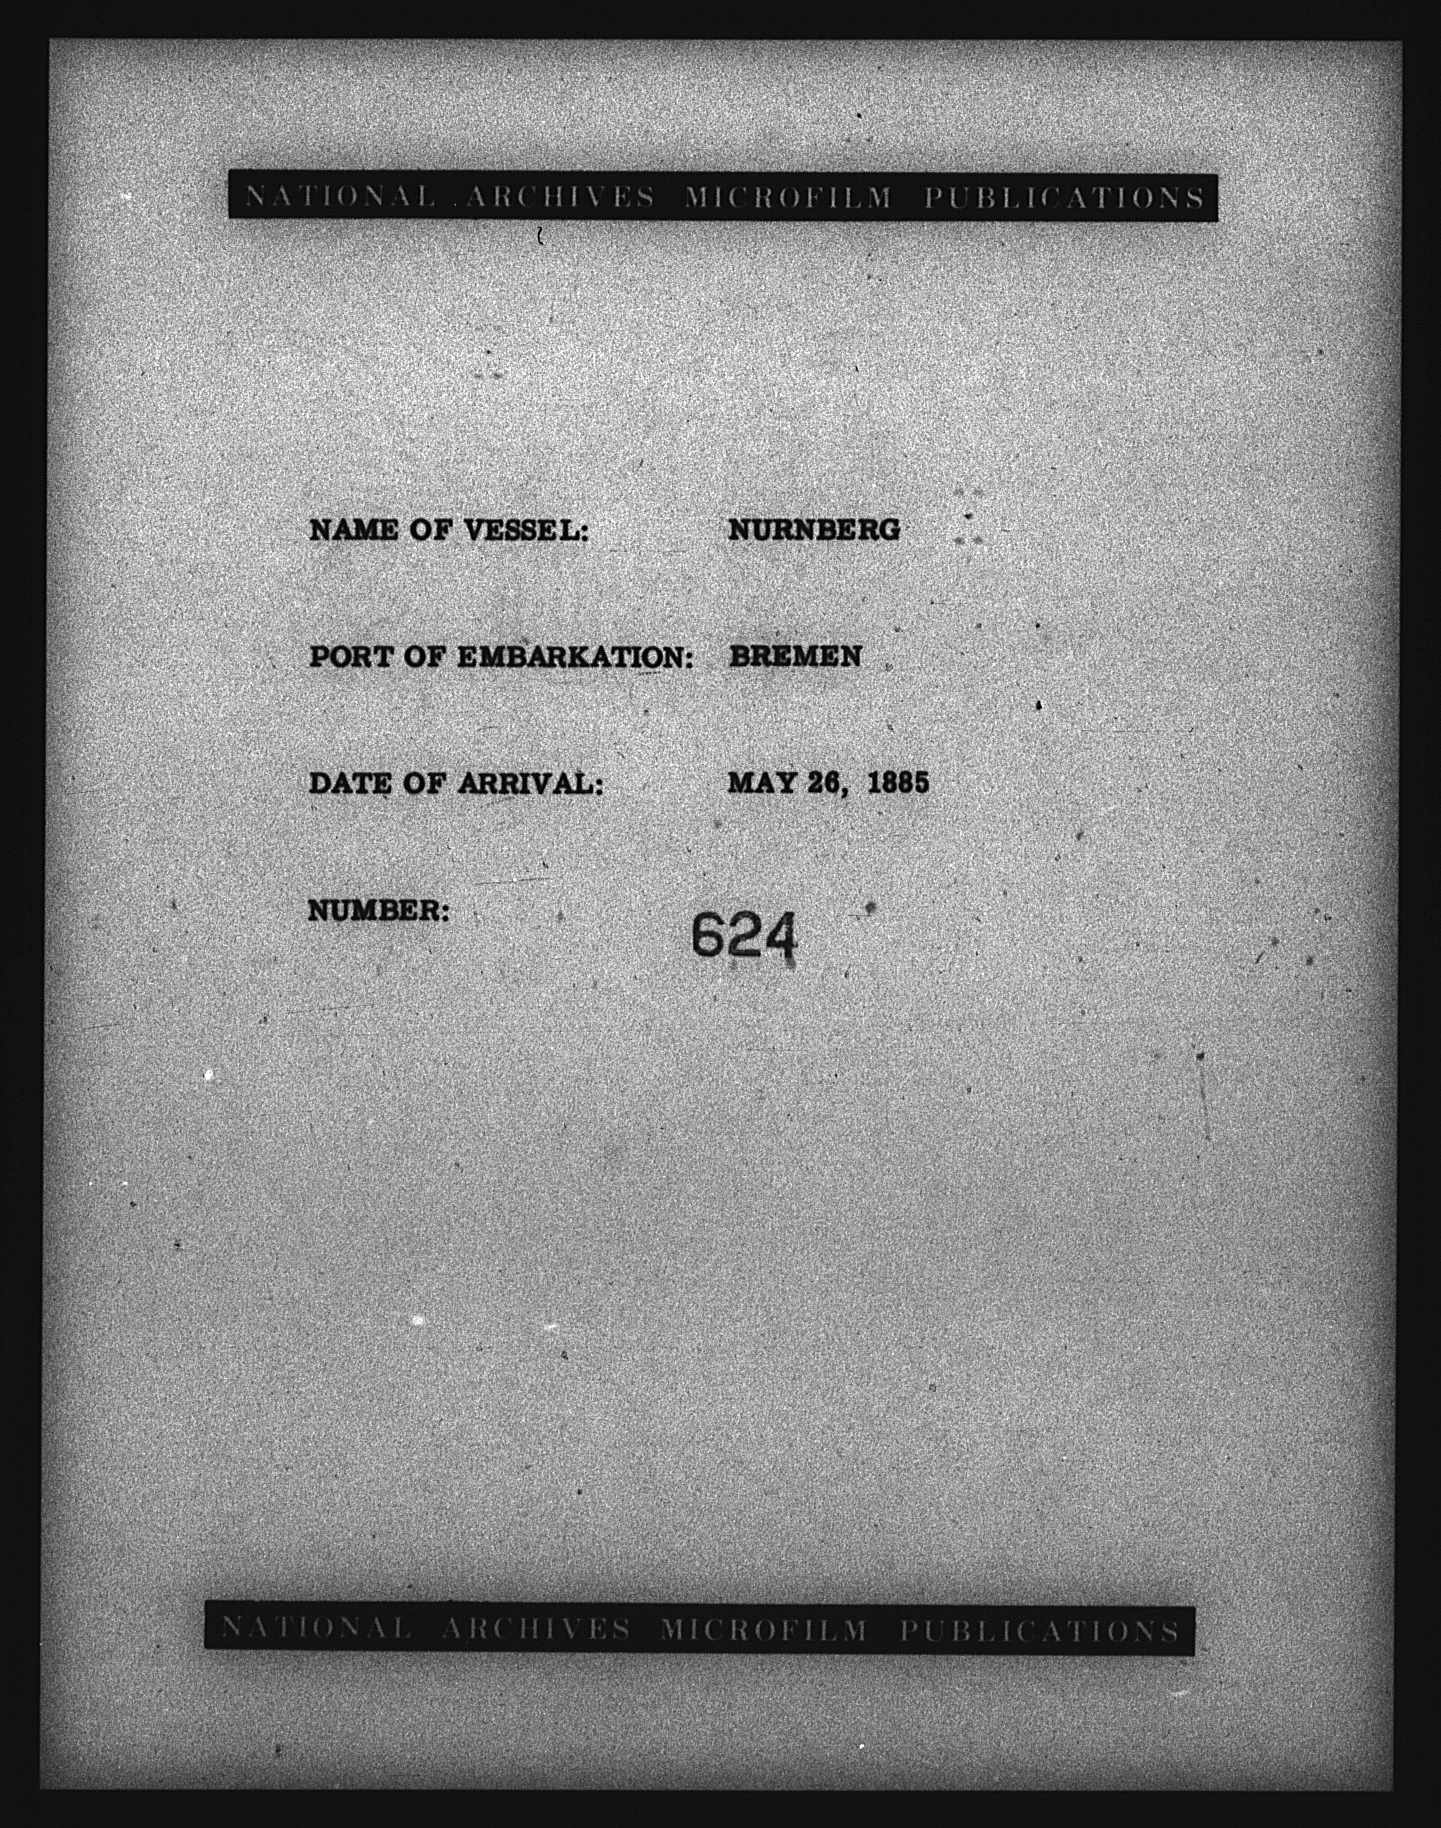 NATIONAL ARCHIVES MICROFILM PUBLICATIONS
NAME OF VESSEL: NURNBERG
PORT OF EMBARKATION: BREMEN
DATE OF ARRIVAL: MAY 26, 1885
NUMBER: 624
NATIONAL ARCHIVES MICROFILM PUBLICATIONS